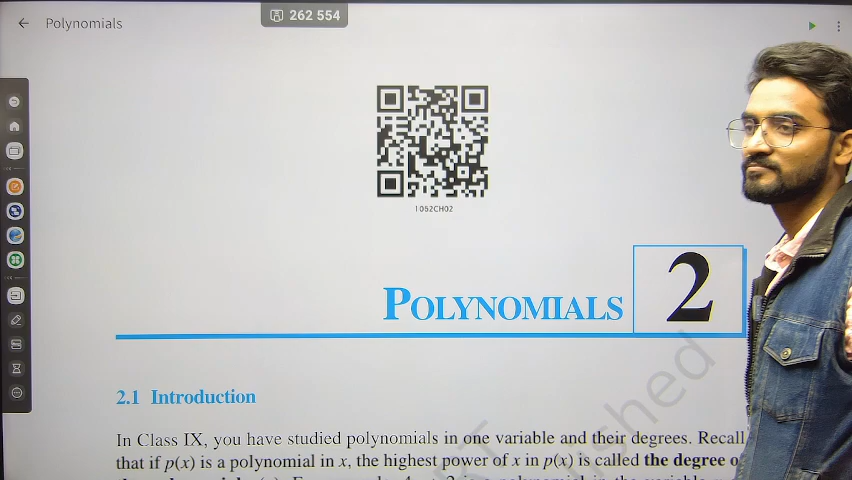 Polynomials
262 554
1062CH02
POLYNOMIALS 2
2.1 Introduction
In Class IX, you have studied polynomials in one variable and their degrees. Recall
that if p(x) is a polynomial in x, the highest power of x in p(x) is called the degree o